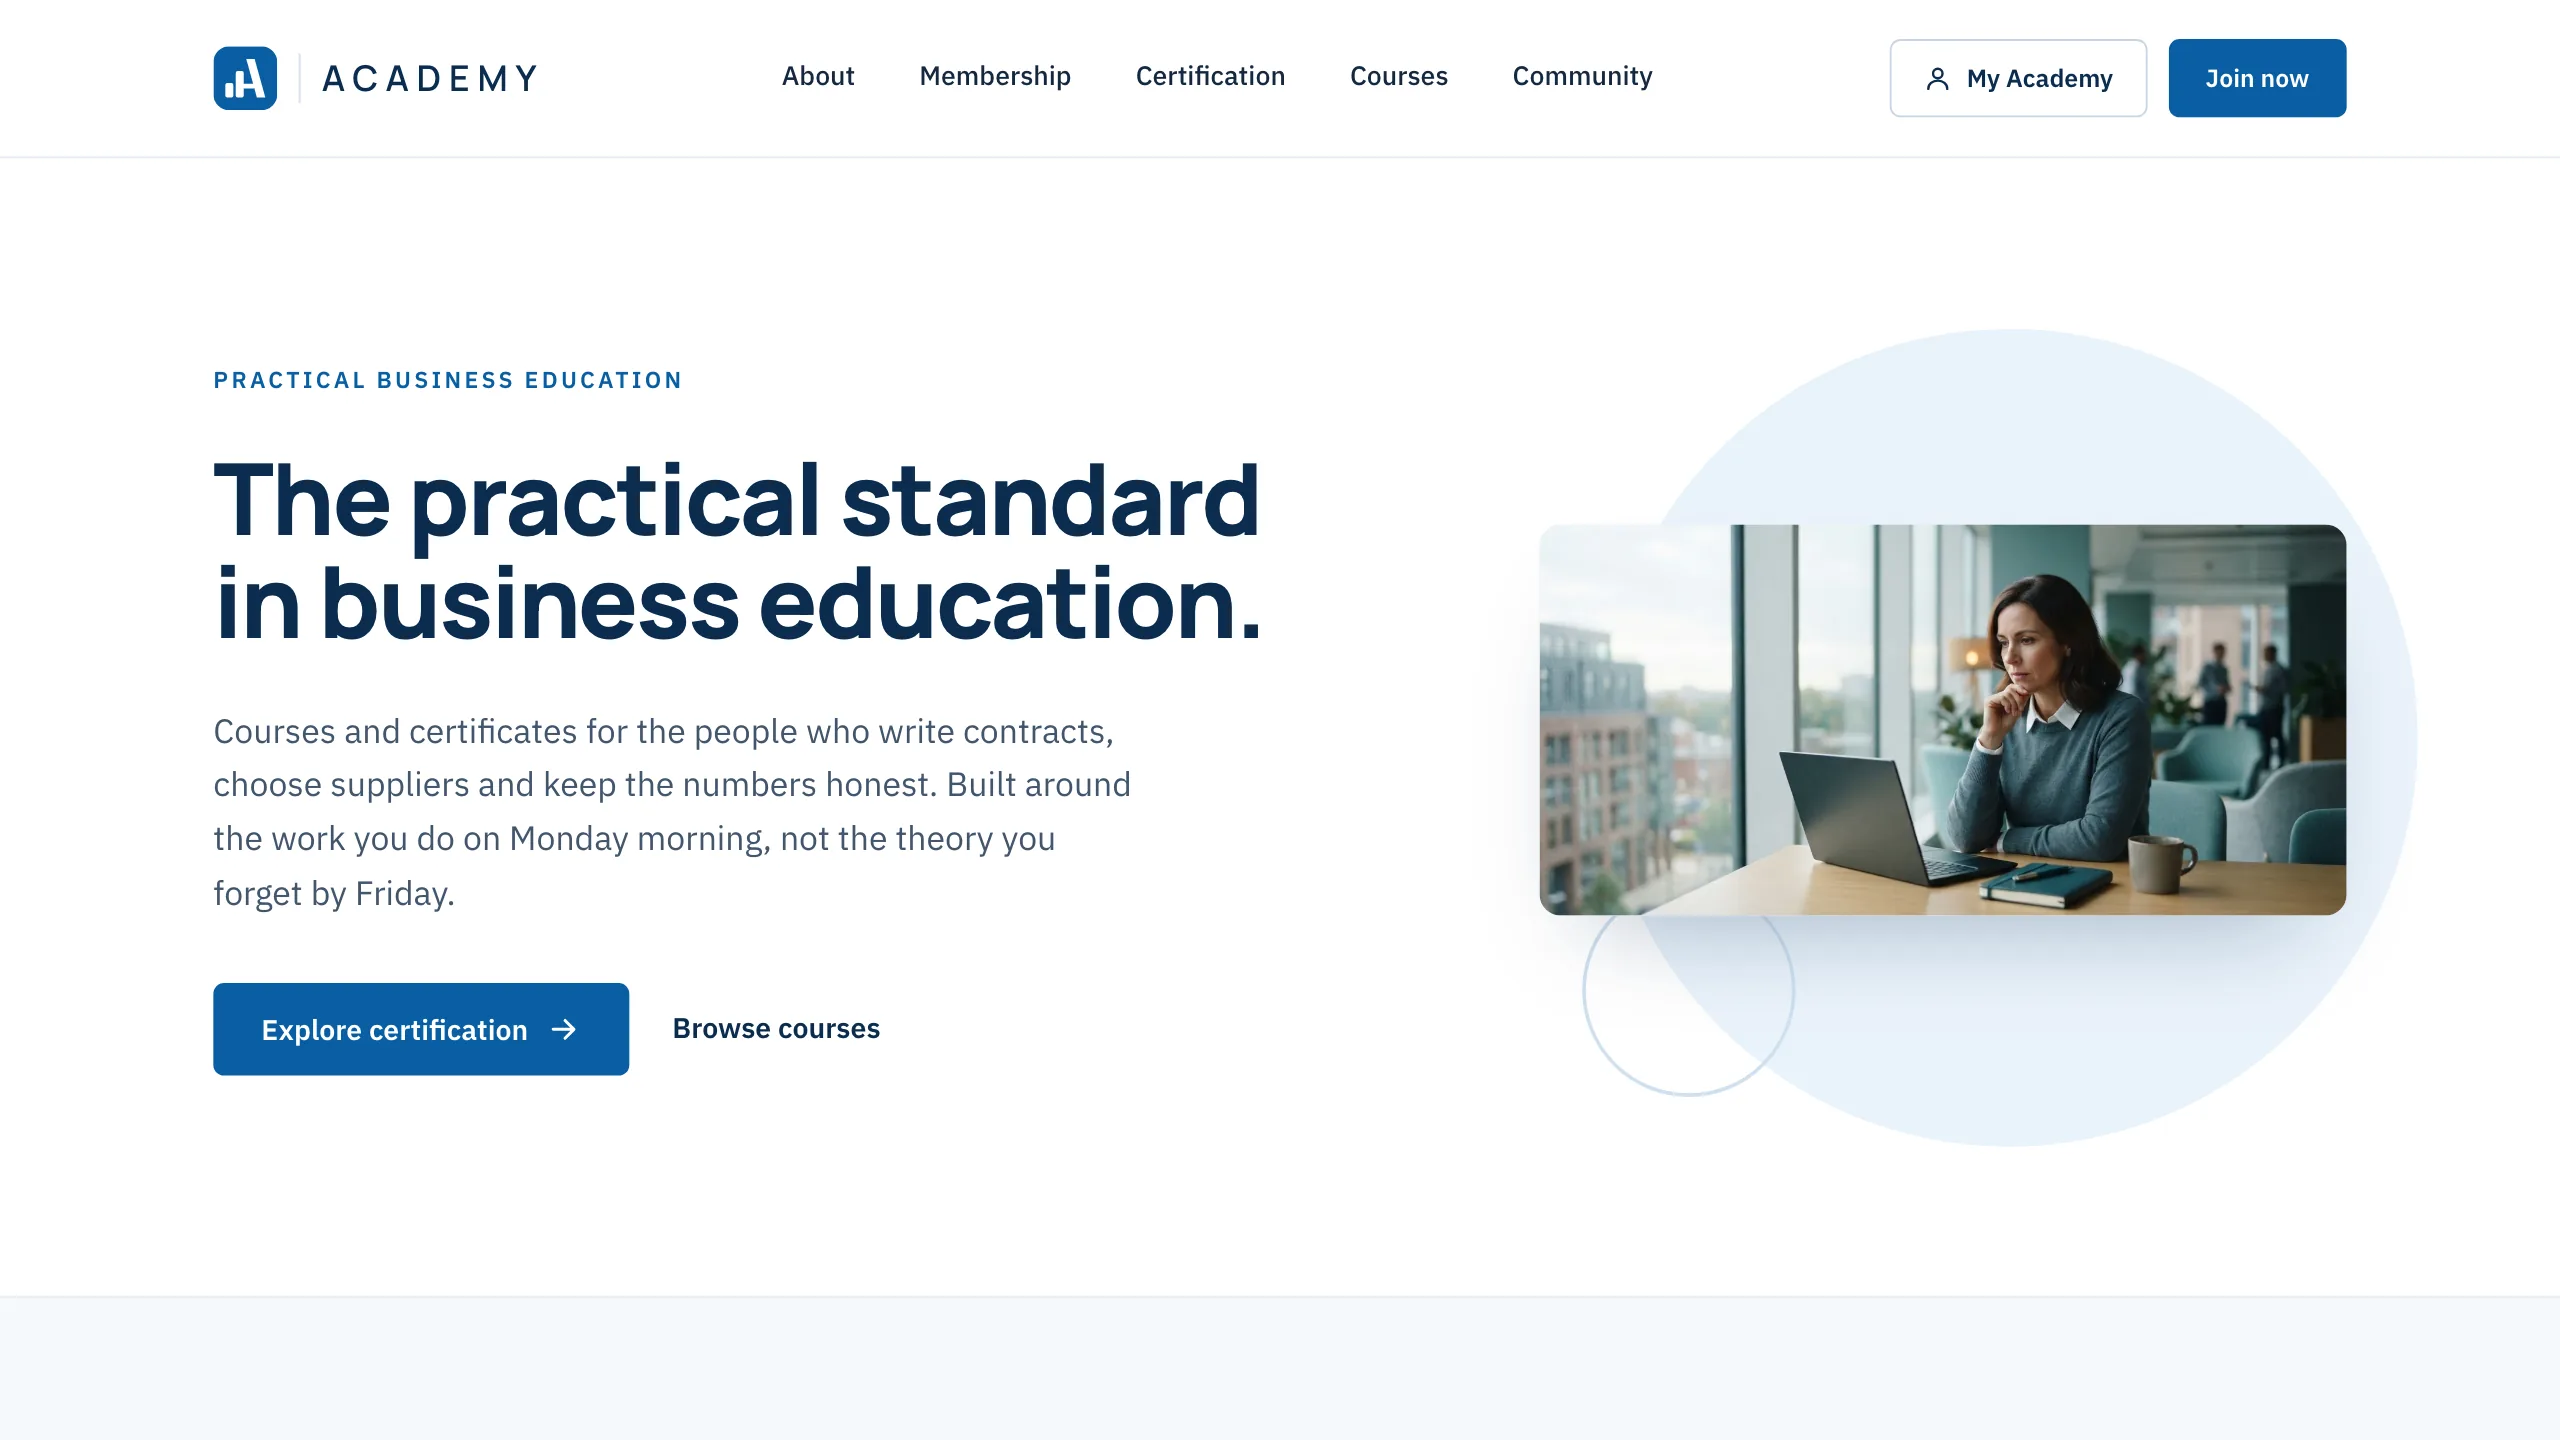 ACADEMY
About
Membership
Certification
Courses
Community
My Academy
Join now
PRACTICAL BUSINESS EDUCATION
The practical standard
in business education.
Courses and certificates for the people who write contracts,
choose suppliers and keep the numbers honest. Built around
the work you do on Monday morning, not the theory you
forget by Friday.
Explore certification
Browse courses